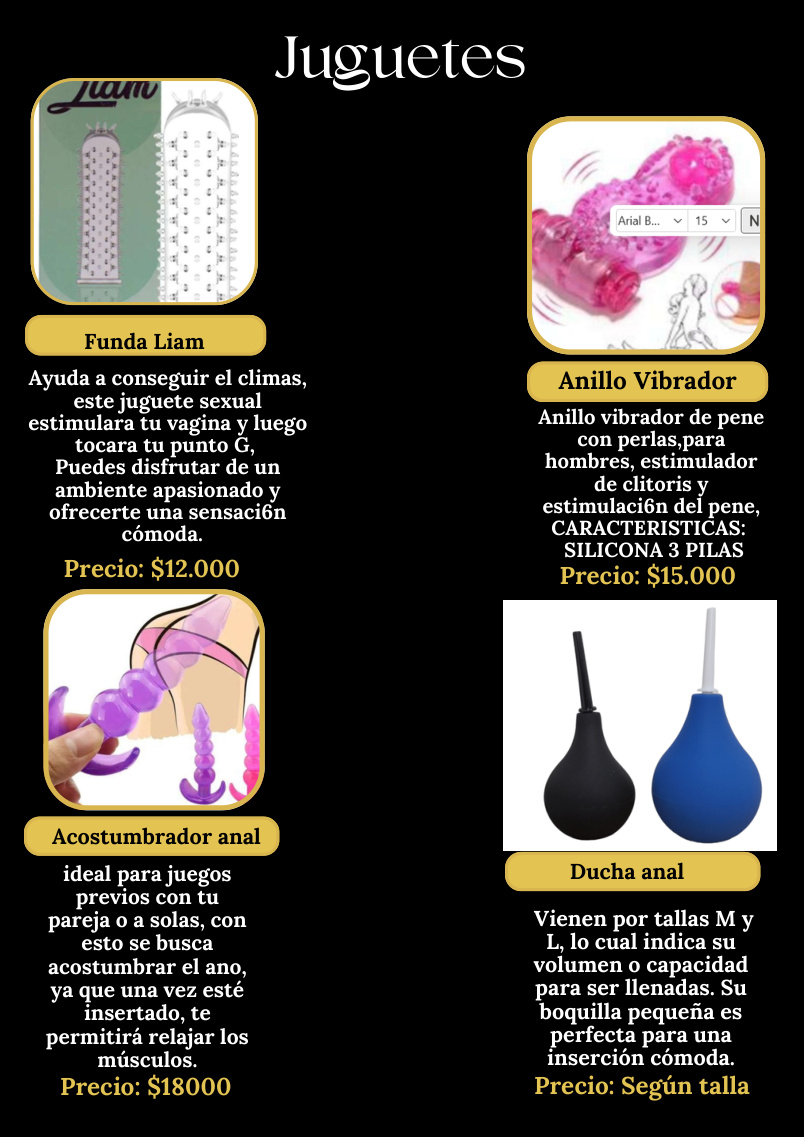 Juguetes
Liam
Funda Liam
Ayuda a conseguir el climas,
este juguete sexual
estimulara tu vagina y luego
tocara tu punto G,
Puedes disfrutar de un
ambiente apasionado y
ofrecerte una sensaci6n
cómoda.
Precio: $12.000
Arial B... 15 N
Anillo Vibrador
Anillo vibrador de pene
con perlas,para
hombres, estimulador
de clitoris y
estimulaci6n del pene,
CARACTERISTICAS:
SILICONA 3 PILAS
Precio: $15.000
Acostumbrador anal
ideal para juegos
previos con tu
pareja o a solas, con
esto se busca
acostumbrar el ano,
ya que una vez esté
insertado, te
permitirá relajar los
músculos.
Precio: $18000
Ducha anal
Vienen por tallas M y
L, lo cual indica su
volumen o capacidad
para ser llenadas. Su
boquilla pequeña es
perfecta para una
inserción cómoda.
Precio: Según talla